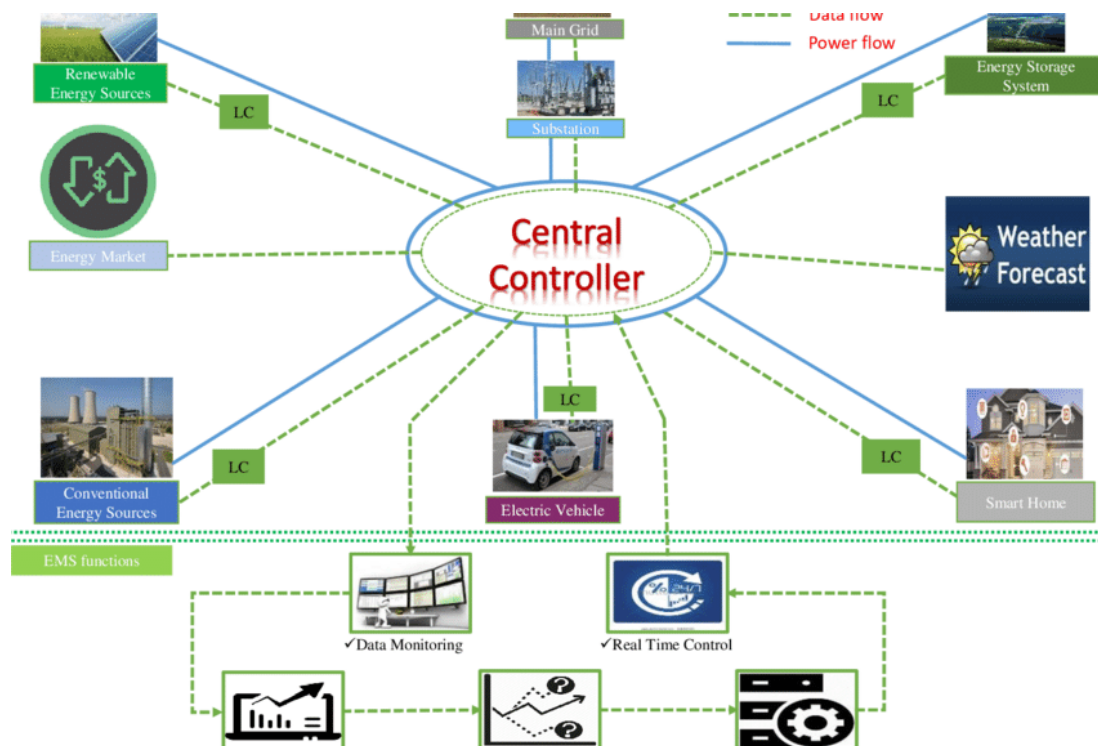 Data flow
Power flow
Main Grid
Renewable
Energy Sources
LC
Substation
LC
Energy Storage
System
$
Energy Market
Central
Controller
Weather
Forecast
LC
LC
LC
Conventional
Energy Sources
Electric Vehicle
Smart Home
EMS functions
%
✓Data Monitoring
✓Real Time Control
?
?